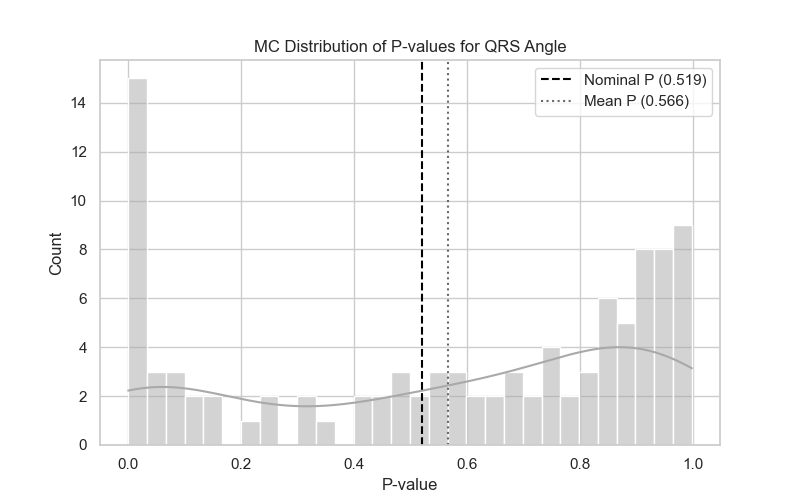 MC Distribution of P-values for QRS Angle
Nominal P (0.519)
Mean P (0.566)
14
12
10
8
6
4
2
0
Count
0.0 0.2 0.4 0.6 0.8 1.0
P-value